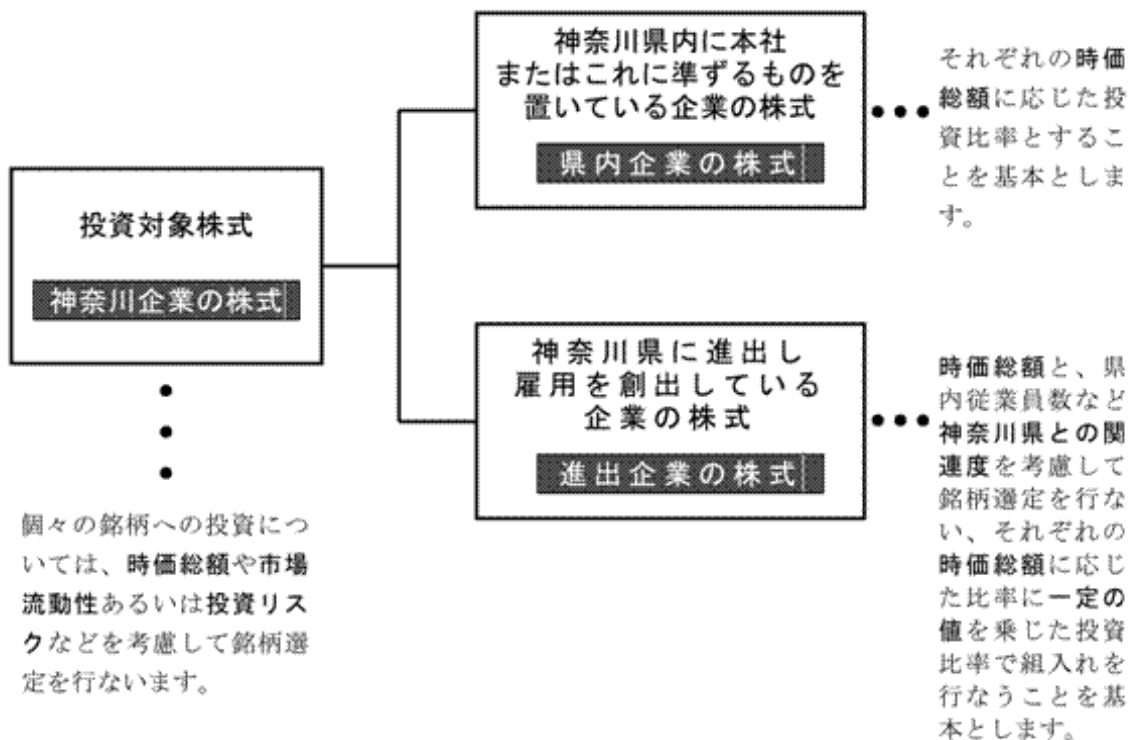 神奈川県内に本社
またはこれに準ずるものを
置いている企業の株式
県内企業の株式
それぞれの時価
総額に応じた投
資比率とするこ
とを基本としま
す。
投資対象株式
神奈川企業の株式
神奈川県に進出し
雇用を創出している
企業の株式
進出企業の株式
時価総額と、県
内従業員数など
神奈川県との関
連度を考慮して
銘柄選定を行な
い、それぞれの
時価総額に応じ
た比率に一定の
値を乗じた投資
比率で組入れを
行なうことを基
本とします。
個々の銘柄への投資につ
いては、時価総額や市場
流動性あるいは投資リス
クなどを考慮して銘柄選
定を行ないます。